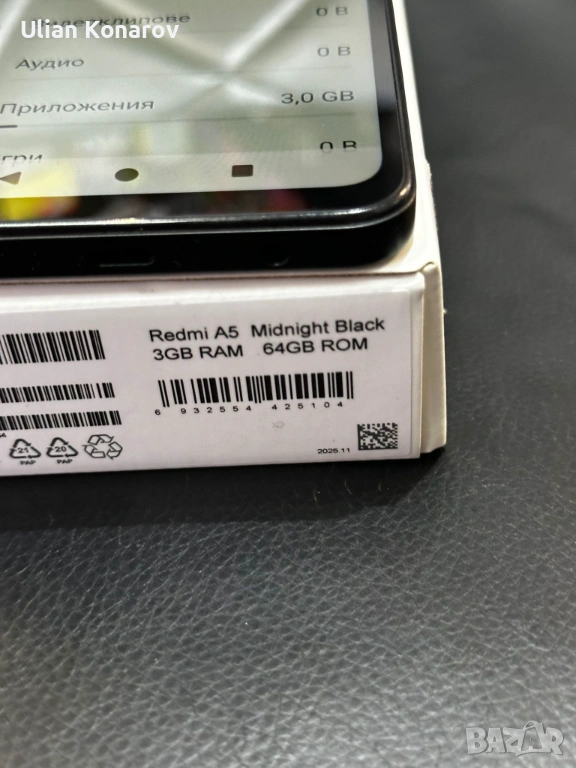 Ulian Konarov
0 B
Аудио
0 B
Приложения
3,0 GB
0 B
Redmi A5 Midnight Black
3GB RAM 64GB ROM
6 932554 425104
21
PAP
20
PAP
2025.11
BAZAR